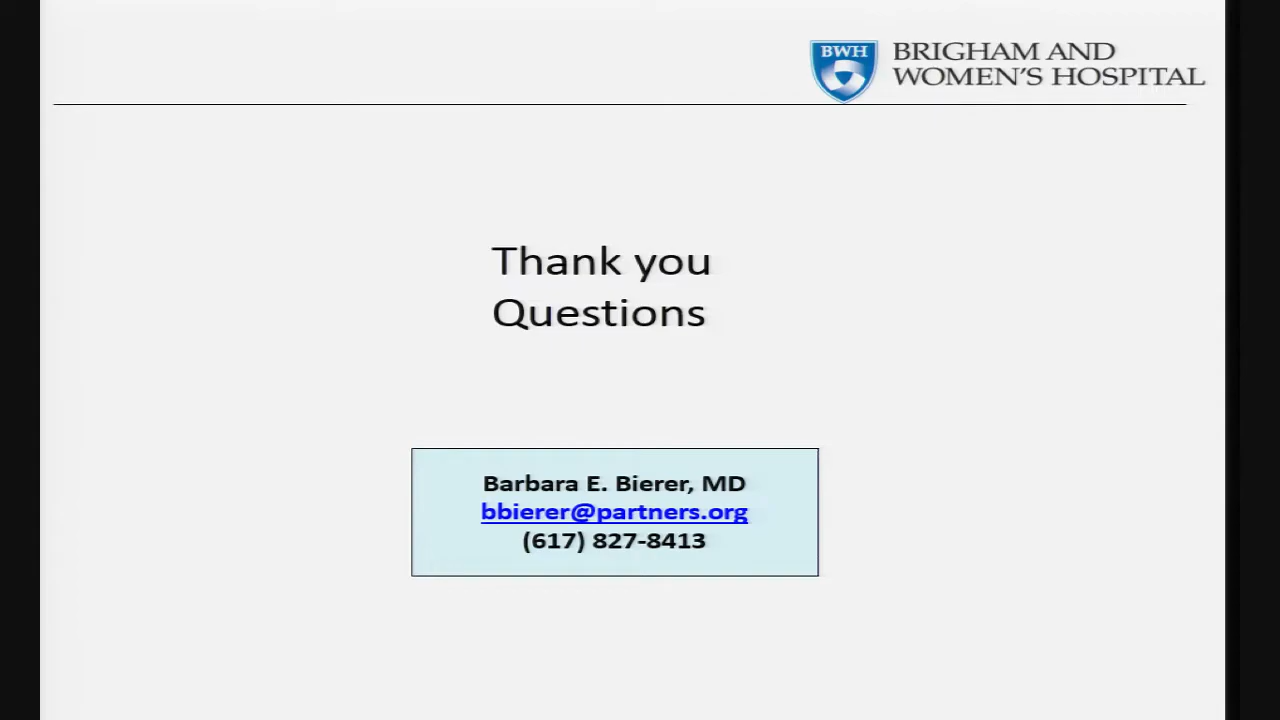 BWH
BRIGHAM AND
WOMEN'S HOSPITAL
Thank you
Questions
Barbara E. Bierer, MD
bbierer@partners.org
(617) 827-8413